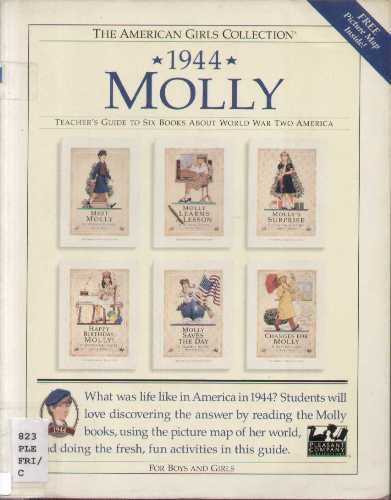 THE AMERICAN GIRLS COLLECTION®
FREE
Picture Map
Inside!
★1944★
MOLLY
TEACHER'S GUIDE TO SIX BOOKS ABOUT WORLD WAR TWO AMERICA
MEET
MOLLY
MOLLY
LEARNS
A LESSON
MOLLY'S
SURPRISE
HAPPY
BIRTHDAY,
MOLLY!
MOLLY
SAVES
THE DAY
CHANGES FOR
MOLLY
What was life like in America in 1944? Students will
love discovering the answer by reading the Molly
books, using the picture map of her world,
nd doing the fresh, fun activities in this guide.
1944
823
PLE
FRI/
C
PLEASANT
COMPANY
FOR BOYS AND GIRLS